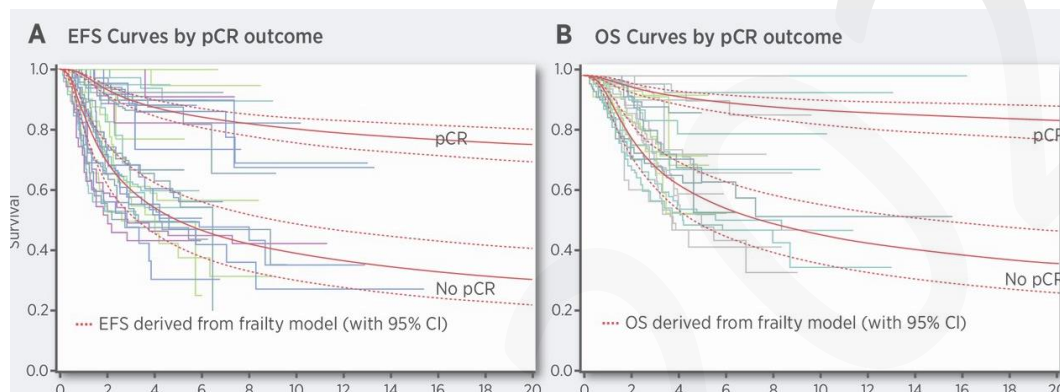 A EFS Curves by pCR outcome
B OS Curves by pCR outcome
Survival
1.0
0.8
0.6
0.4
0.2
0.0
pCR
No pCR
EFS derived from frailty model (with 95% CI)
0 2 4 6 8 10 12 14 16 18 20
1.0
0.8
0.6
0.4
0.2
0.0
pCR
No pCR
OS derived from frailty model (with 95% CI)
0 2 4 6 8 10 12 14 16 18 20